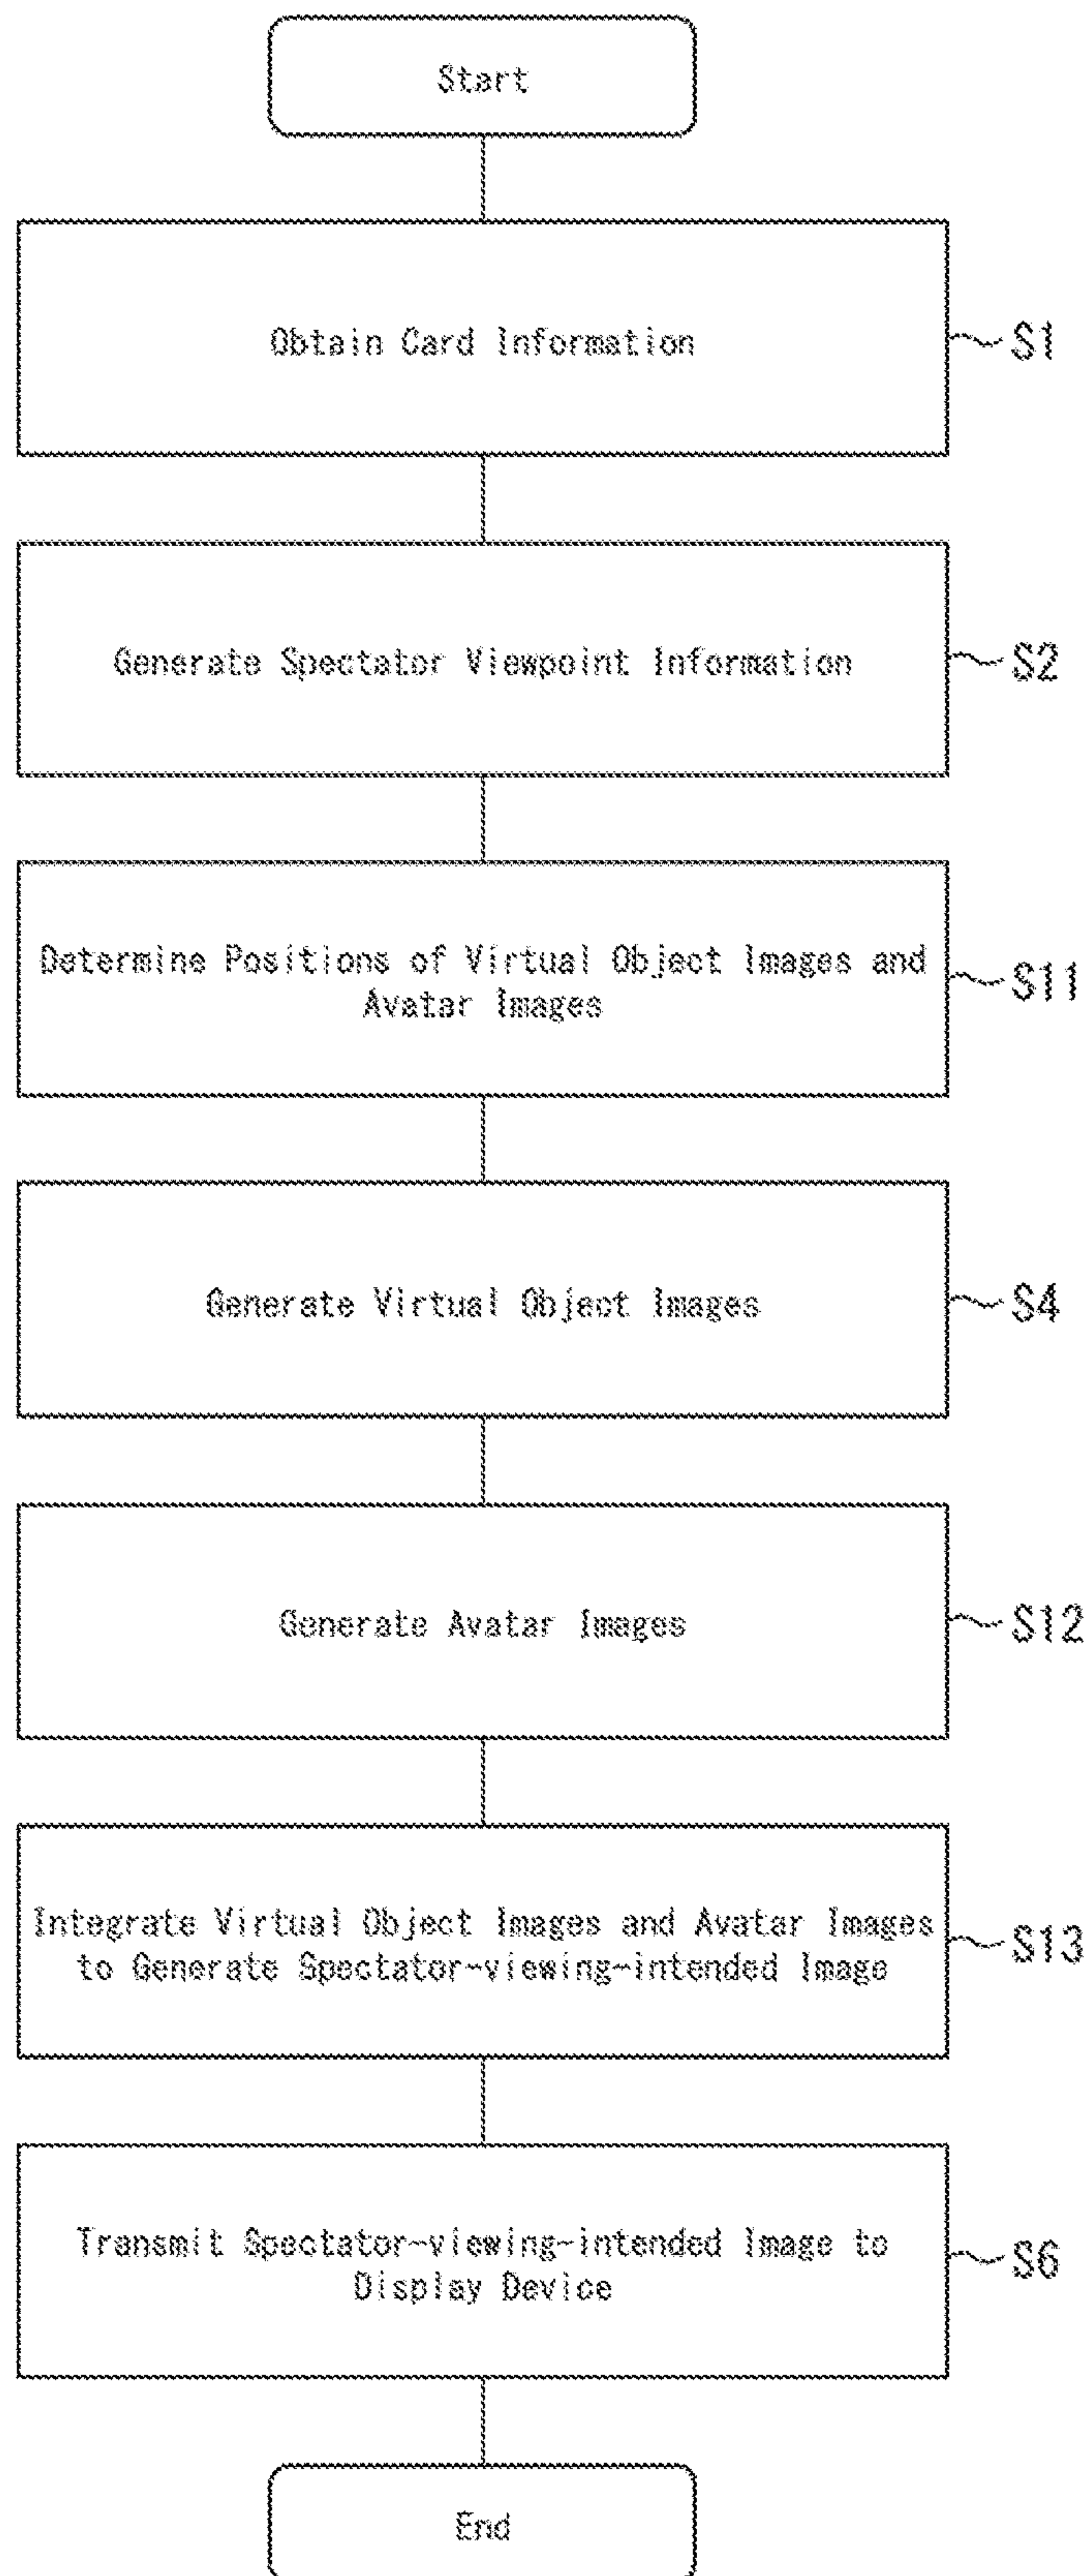 Start
Obtain Card Information
S1
Generate Spectator Viewpoint Information
S2
Determine Positions of Virtual Object Images and
Avatar Images
S11
Generate Virtual Object Images
S4
Generate Avatar Images
S12
Integrate Virtual Object Images and Avatar Images
to Generate Spectator-viewing-intended Image
S13
Transmit Spectator-viewing-intended Image to
Display Device
S6
End